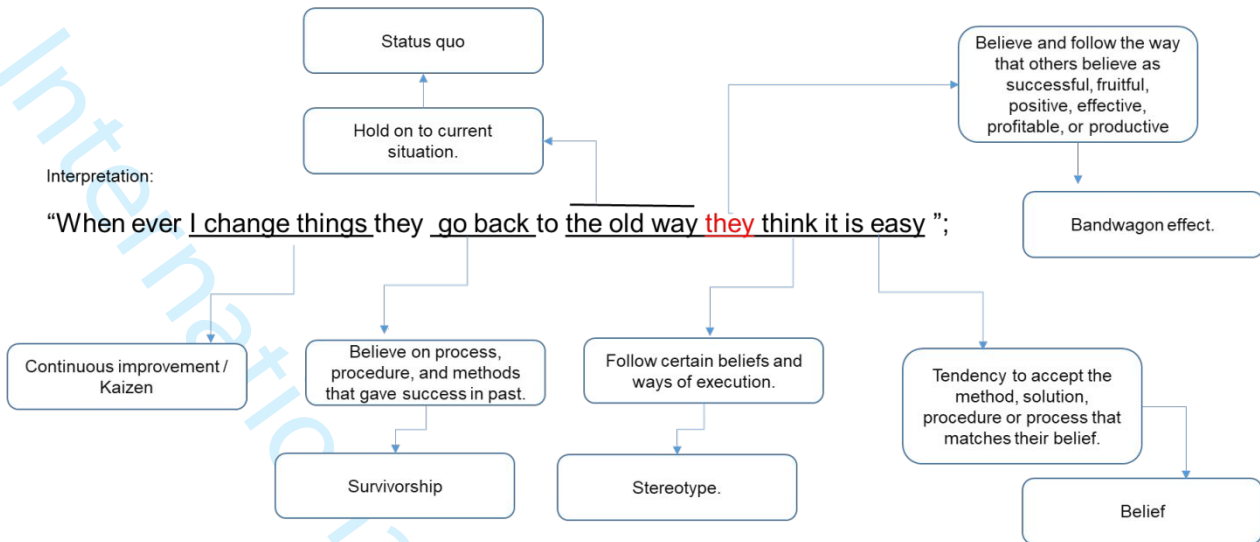 Status quo
Believe and follow the way
that others believe as
successful, fruitful,
positive, effective,
profitable, or productive
Hold on to current
situation.
Interpretation:
“When ever I change things they go back to the old way they think it is easy ”;
Bandwagon effect.
Continuous improvement /
Kaizen
Believe on process,
procedure, and methods
that gave success in past.
Follow certain beliefs and
ways of execution.
Tendency to accept the
method, solution,
procedure or process that
matches their belief.
Survivorship
Stereotype.
Belief